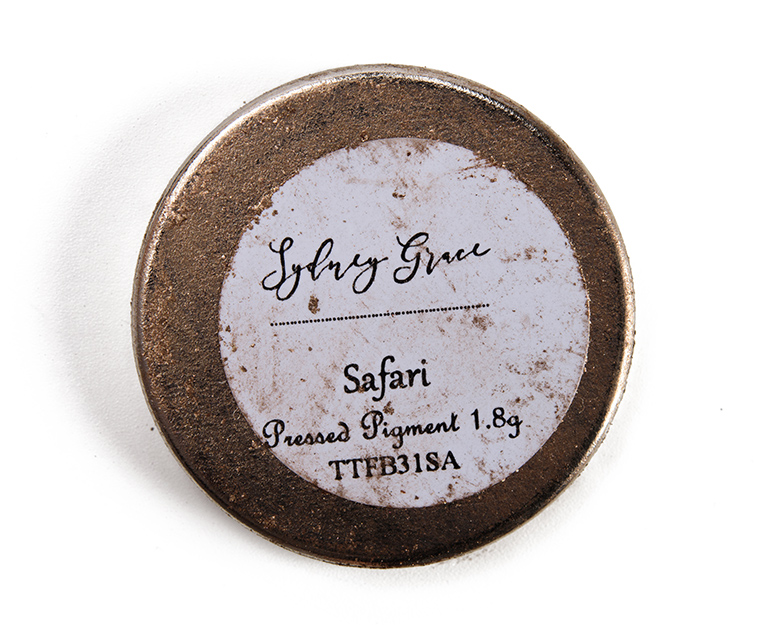 Sydney Grace
Safari
Pressed Pigment 1.8g
TTFB31SA